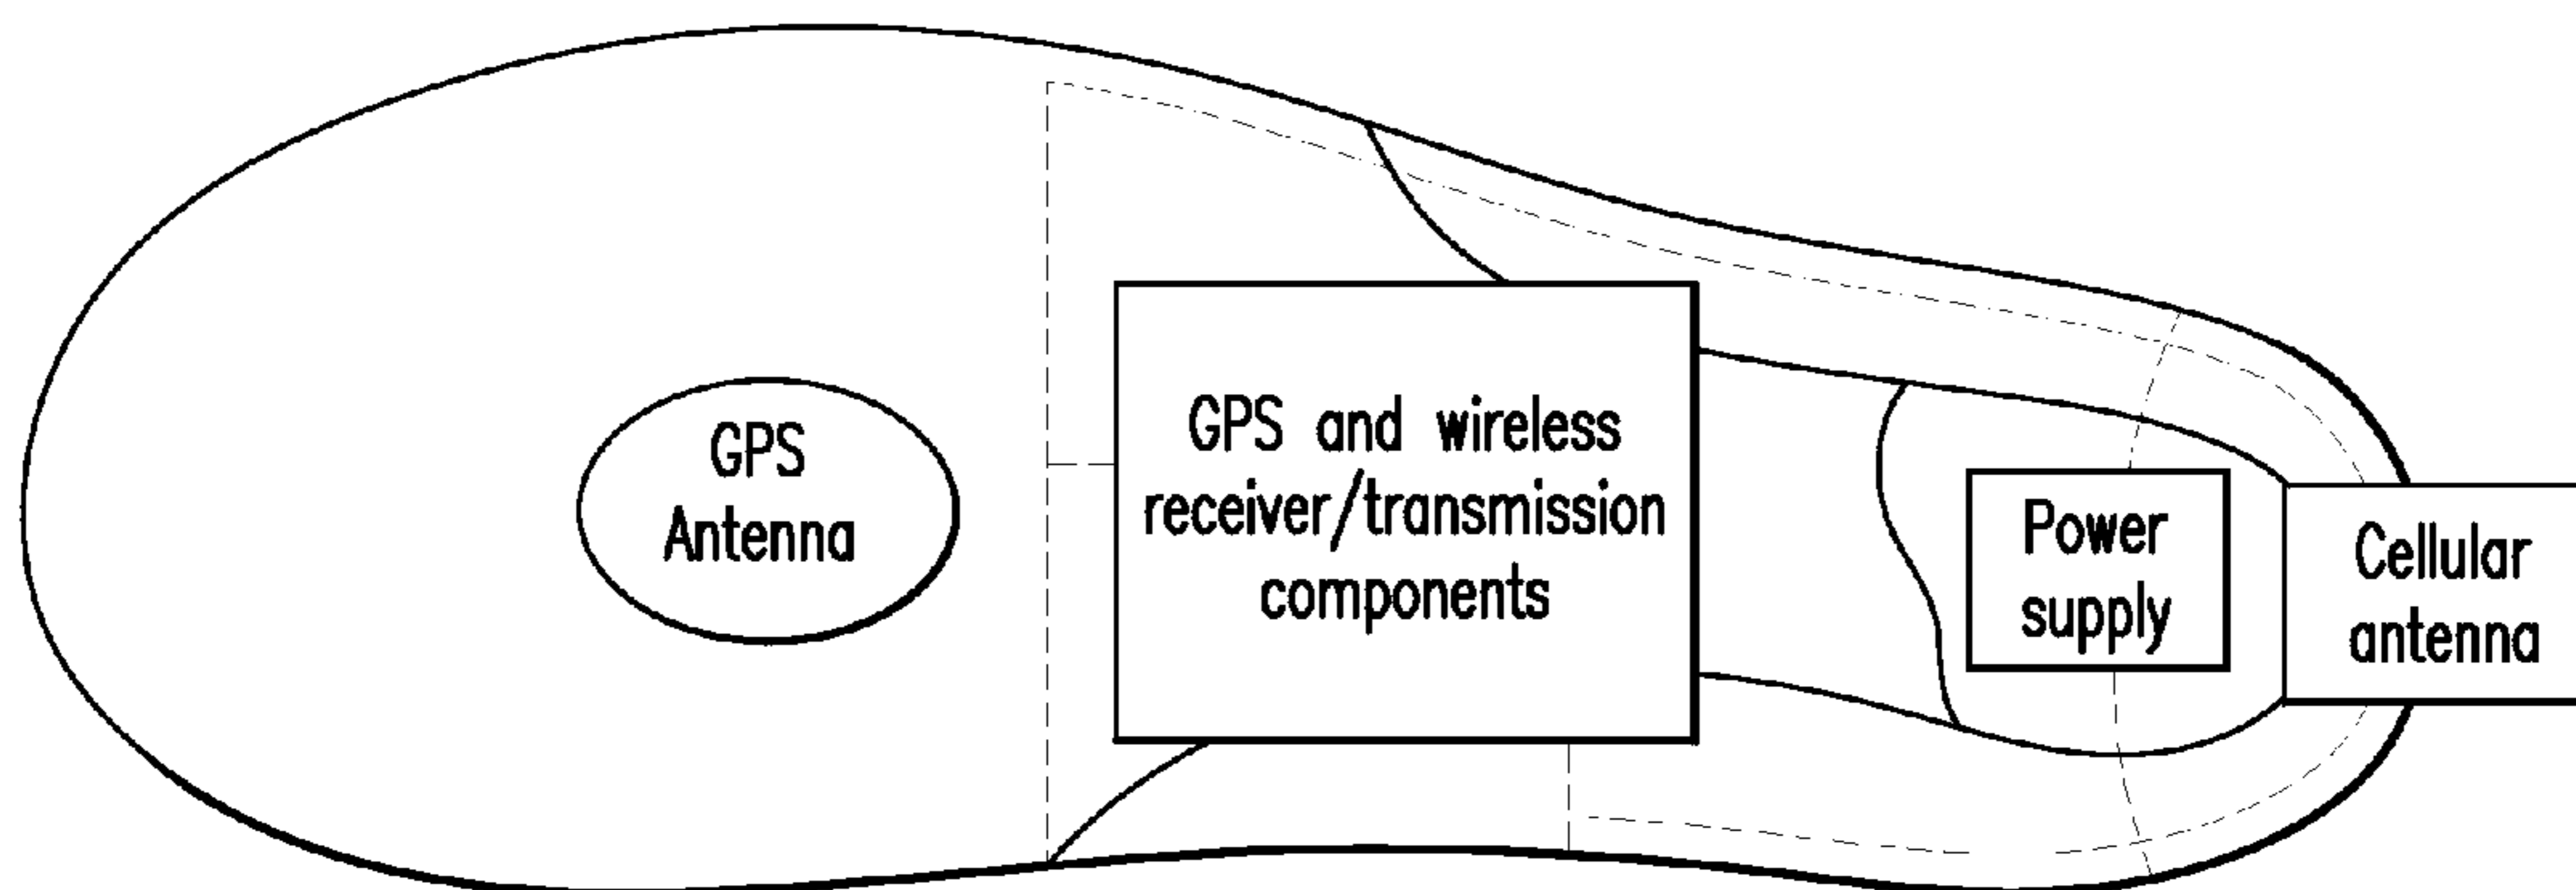 GPS
Antenna
GPS and wireless
receiver/transmission
components
Power
supply
Cellular
antenna